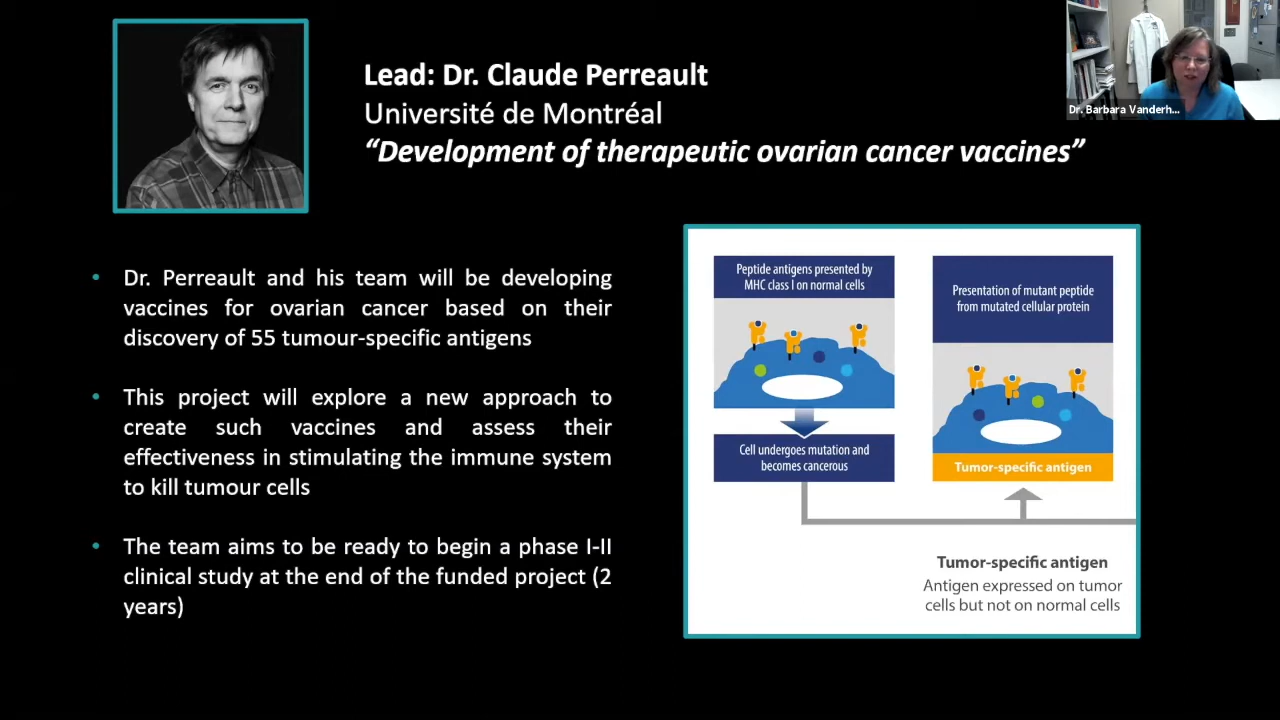 Lead: Dr. Claude Perreault
Université de Montréal
“Development of therapeutic ovarian cancer vaccines”
Dr. Barbara Vanderh...
• Dr. Perreault and his team will be developing
vaccines for ovarian cancer based on their
discovery of 55 tumour-specific antigens
• This project will explore a new approach to
create such vaccines and assess their
effectiveness in stimulating the immune system
to kill tumour cells
• The team aims to be ready to begin a phase I-II
clinical study at the end of the funded project (2
years)
Peptide antigens presented by
MHC class I on normal cells
Cell undergoes mutation and
becomes cancerous
Presentation of mutant peptide
from mutated cellular protein
Tumor-specific antigen
Tumor-specific antigen
Antigen expressed on tumor
cells but not on normal cells